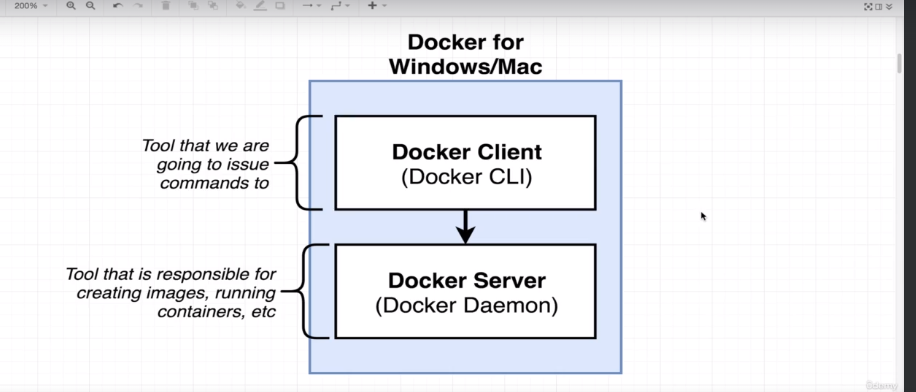 200%
Docker for
Windows/Mac
Tool that we are
going to issue
commands to
Docker Client
(Docker CLI)
Tool that is responsible for
creating images, running
containers, etc
Docker Server
(Docker Daemon)
Udemy